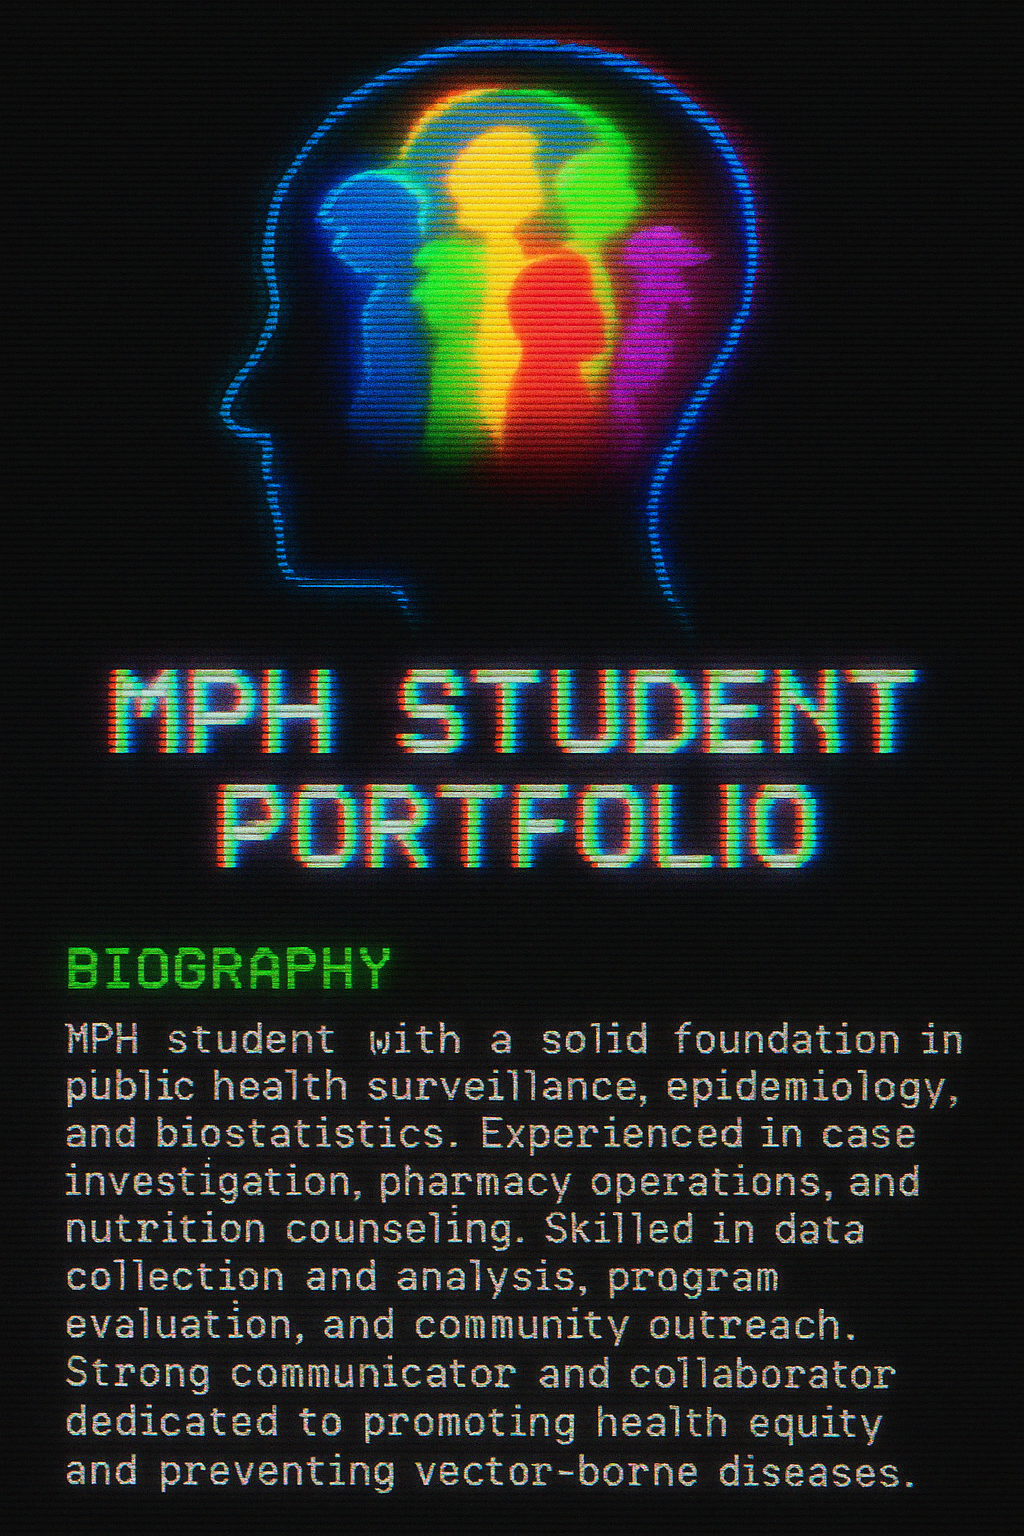 MPH STUDENT
PORTFOLIO
BIOGRAPHY
MPH student with a solid foundation in
public health surveillance, epidemiology,
and biostatistics. Experienced in case
investigation, pharmacy operations, and
nutrition counseling. Skilled in data
collection and analysis, program
evaluation, and community outreach.
Strong communicator and collaborator
dedicated to promoting health equity
and preventing vector-borne diseases.